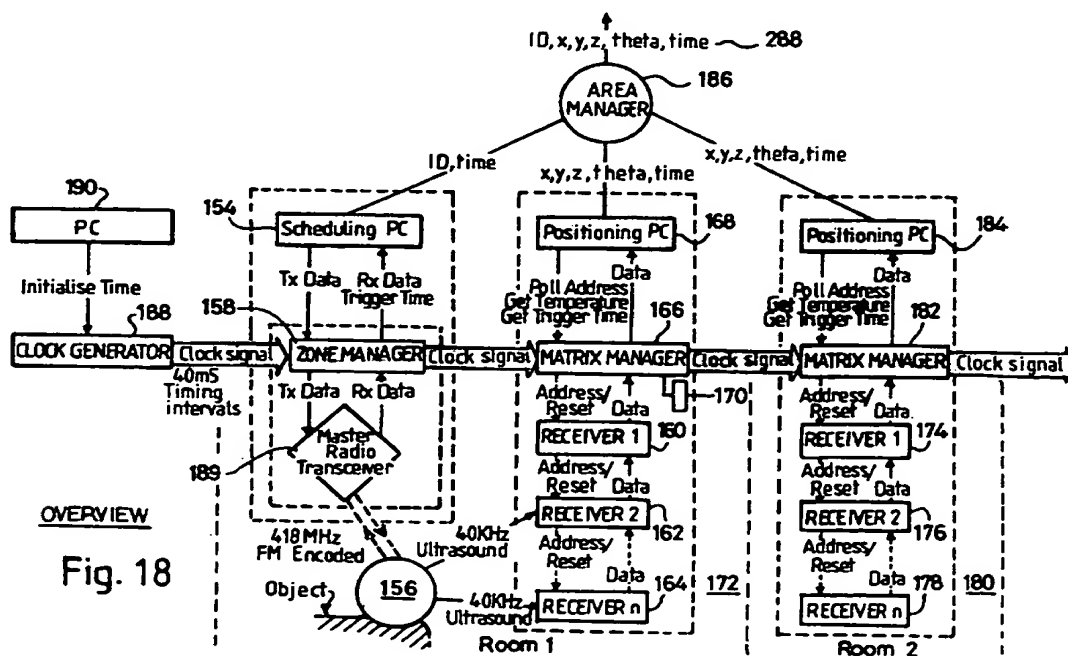 ID,x,y,z,theta,time
288
AREA
MANAGER
186
ID,time
x,y,z,theta,time
x,y,z,theta,time
190
PC
Initialise Time
188
CLOCK GENERATOR
Clock signal
40mS
Timing
intervals
154
Scheduling PC
Tx Data
Rx Data
Trigger Time
158
ZONE MANAGER
Tx Data
Rx Data
189
Master
Radio
Transceiver
418MHz
FM Encoded
Object
156
40KHz
Ultrasound
40KHz
Ultrasound
Clock signal
Positioning PC
168
Poll Address
Get Temperature
Get Trigger Time
Data
166
MATRIX MANAGER
170
Address/
Reset
Data
RECEIVER 1
160
Address/
Reset
Data
RECEIVER 2
162
Address/
Reset
Data
RECEIVER n
164
172
Room 1
Clock signal
Positioning PC
184
Poll Address
Get Temperature
Get Trigger Time
Data
182
MATRIX MANAGER
Clock signal
Address/
Reset
Data
RECEIVER 1
174
Address/
Reset
Data
RECEIVER 2
176
Address/
Reset
Data
RECEIVER n
178
180
Room 2
OVERVIEW
Fig. 18